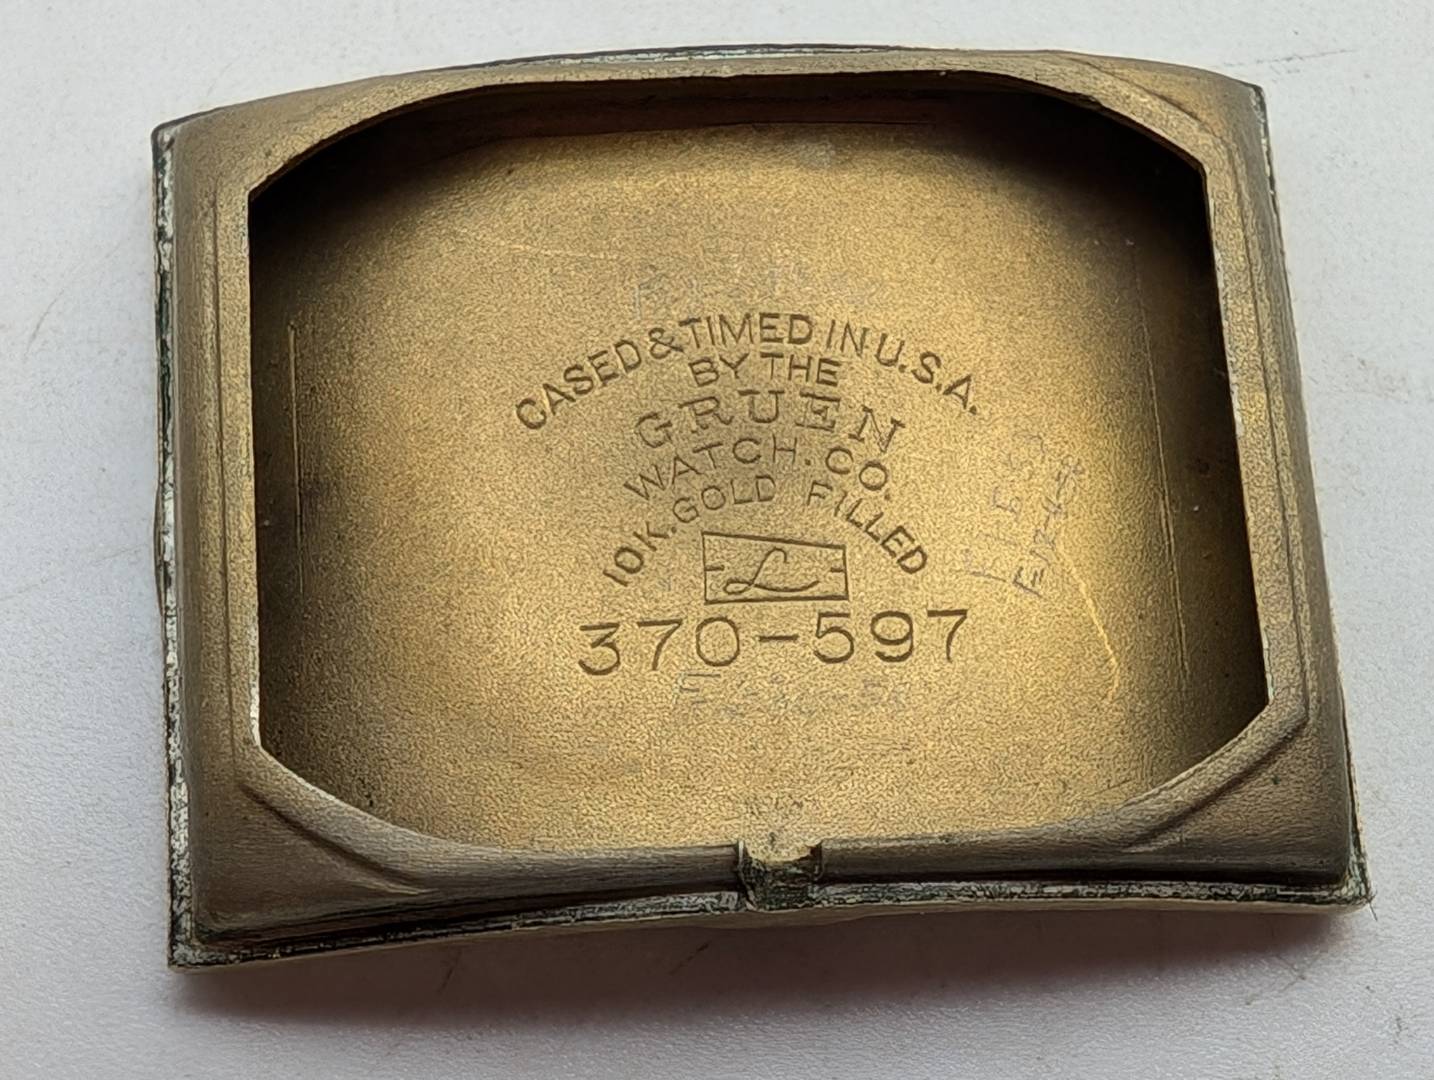 CASED & TIMED IN U.S.A.
BY THE
GRUEN
WATCH. CO.
10K. GOLD FILLED
L
370-597